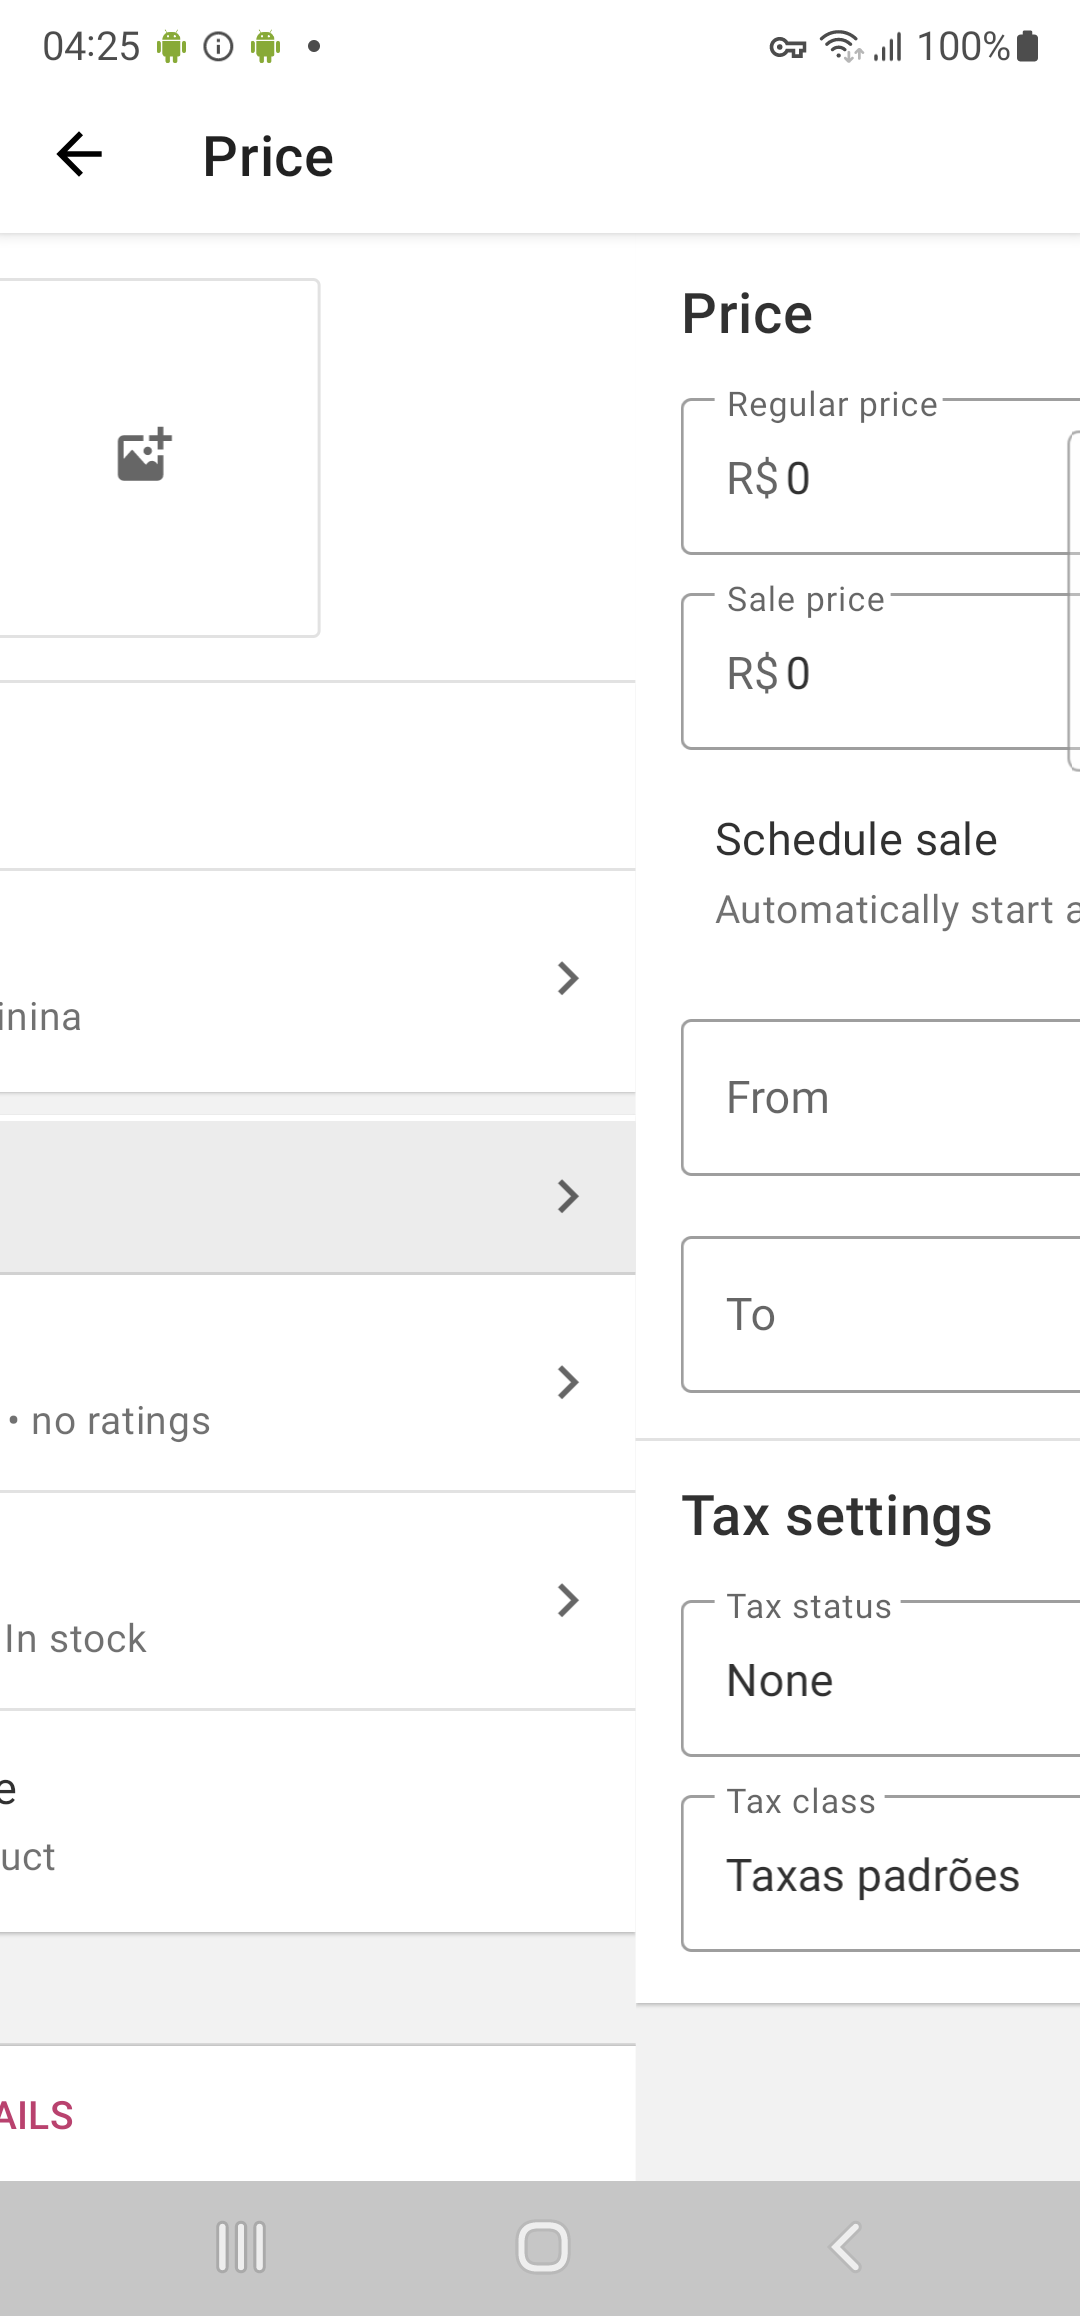 04:25
100%
Price
Price
Regular price
R$ 0
Sale price
R$ 0
Schedule sale
Automatically start a
inina
From
To
• no ratings
Tax settings
In stock
Tax status
None
e
uct
Tax class
Taxas padrões
AILS